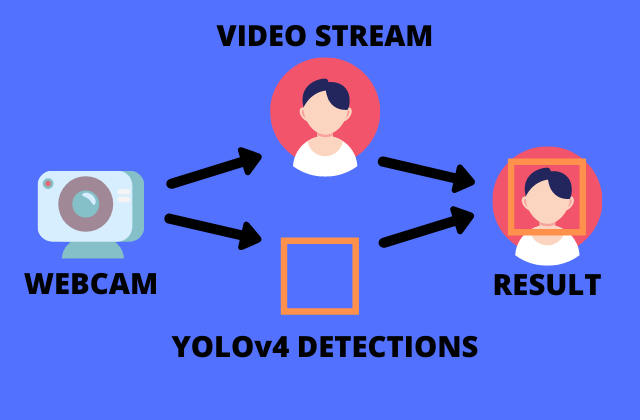 VIDEO STREAM
WEBCAM
RESULT
YOLOv4 DETECTIONS